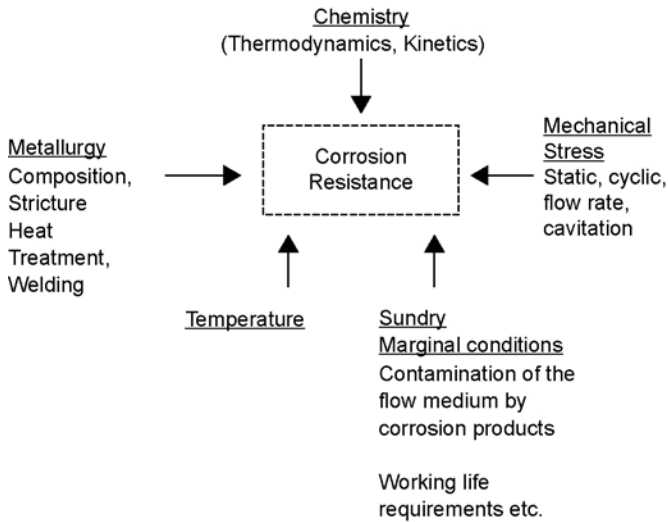 Chemistry
(Thermodynamics, Kinetics)
Metallurgy
Composition,
Stricture
Heat
Treatment,
Welding
Corrosion
Resistance
Mechanical
Stress
Static, cyclic,
flow rate,
cavitation
Temperature
Sundry
Marginal conditions
Contamination of the
flow medium by
corrosion products
Working life
requirements etc.